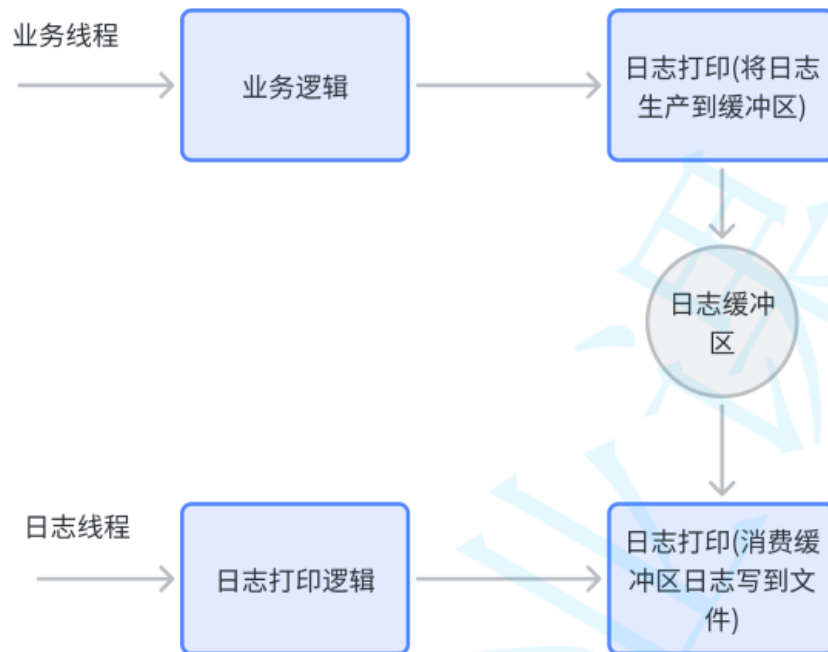 业务线程
业务逻辑
日志打印(将日志
生产到缓冲区)
日志缓冲
区
日志线程
日志打印逻辑
日志打印(消费缓
冲区日志写到文
件)